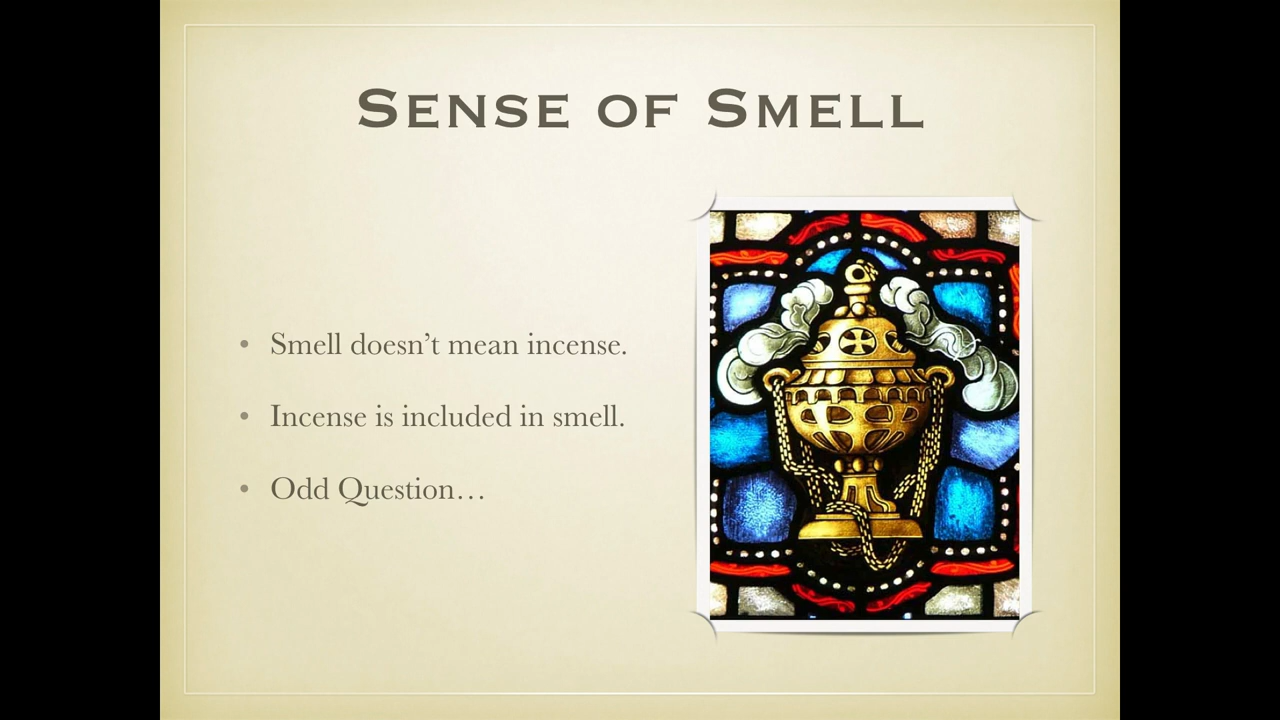 Sense of Smell
• Smell doesn’t mean incense.
• Incense is included in smell.
• Odd Question…